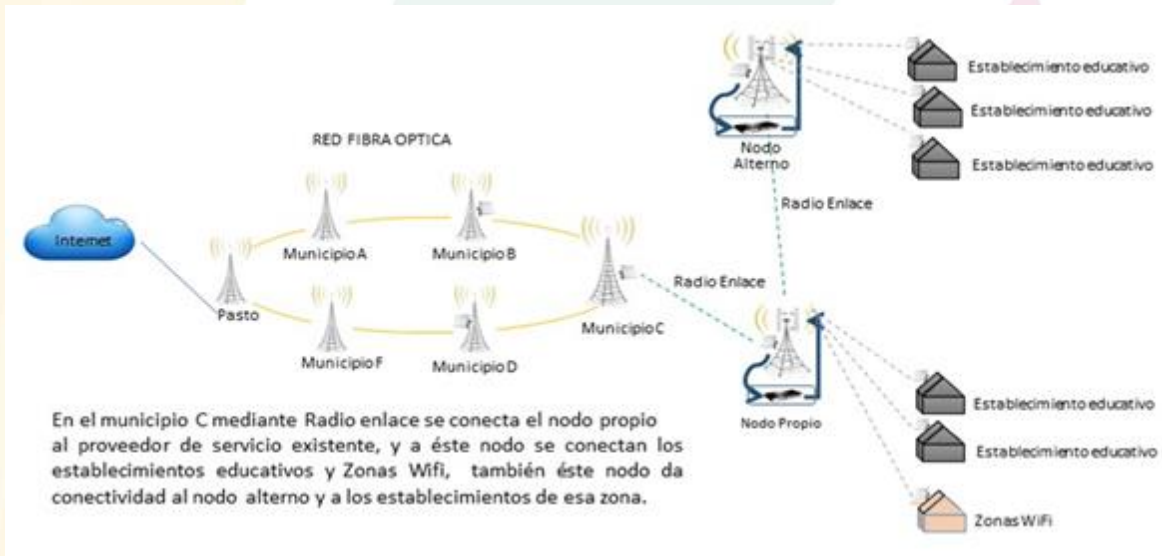 Establecimiento educativo
Establecimiento educativo
Establecimiento educativo
Nodo
Alterno
RED FIBRA OPTICA
Radio Enlace
Internet
Municipio A
Municipio B
Pasto
Radio Enlace
Municipio C
Municipio F
Municipio D
Nodo Propio
Establecimiento educativo
Establecimiento educativo
Zonas WiFi
En el municipio C mediante Radio enlace se conecta el nodo propio
al proveedor de servicio existente, y a éste nodo se conectan los
establecimientos educativos y Zonas Wifi, también éste nodo da
conectividad al nodo alterno y a los establecimientos de esa zona.